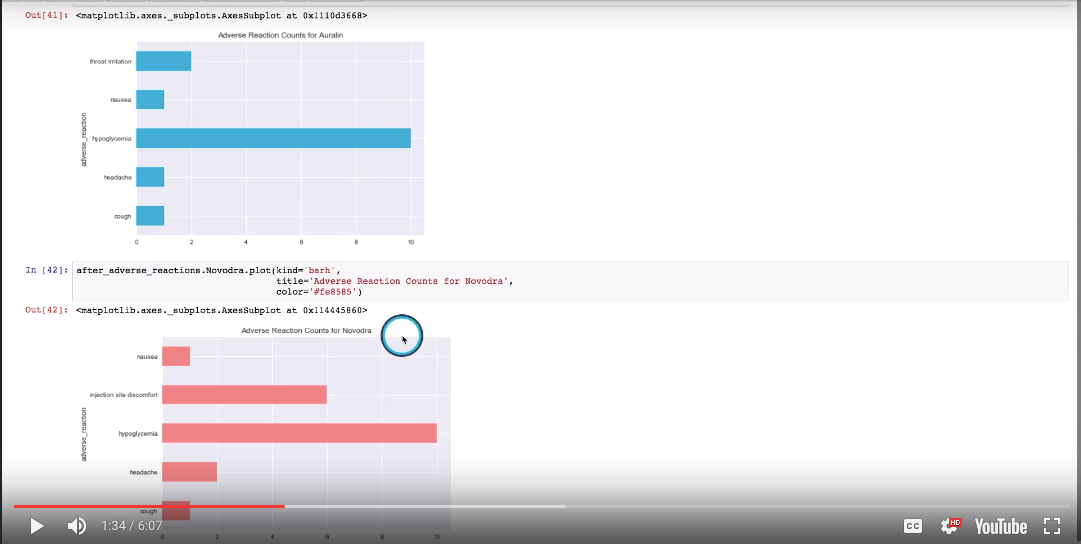 Out[41]: <matplotlib.axes._subplots.AxesSubplot at 0x1110d3668>
Adverse Reaction Counts for Auralin
throat irritation
nausea
hypoglycemia
headache
cough
adverse_reaction
0 2 4 6 8 10
In [42]: after_adverse_reactions.Novodra.plot(kind='barh',
title='Adverse Reaction Counts for Novodra',
color='#fe8585')
Out[42]: <matplotlib.axes._subplots.AxesSubplot at 0x114445860>
Adverse Reaction Counts for Novodra
nausea
injection site discomfort
hypoglycemia
headache
cough
adverse_reaction
0 2 4 6 8 10
1:34 / 6:07
CC
HD
YouTube